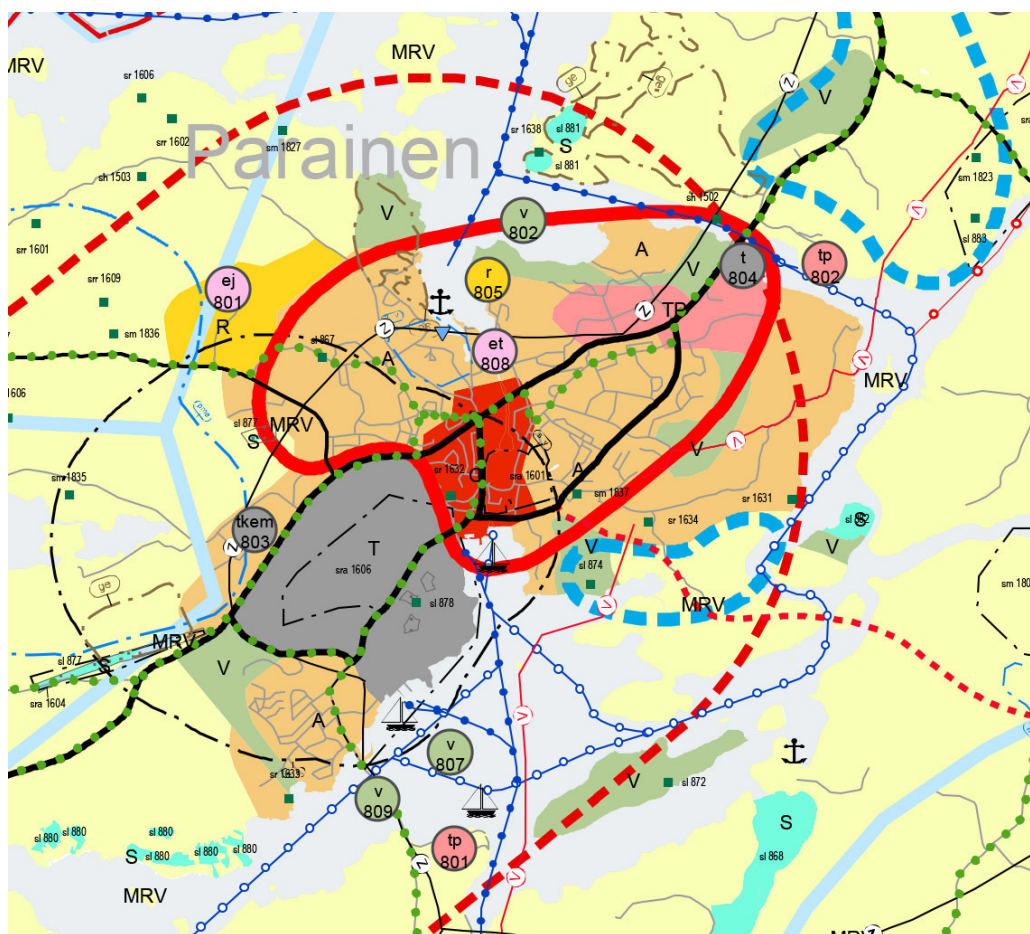 MRV
MRV
sr 1606
srr 1602
sm 1827
Parainen
sh 1503
srr 1601
ge
ge1
sr 1638
sl 881
S
sl 881
V
Z
sm 1823
V
sl 883
V
sh 1502
v
802
A
V
t
804
tp
802
ej
801
srr 1609
R
sm 1836
r
805
TP
Z
Z
et
808
sl 867
A
MRV
V
1606
sl 877
S
MRV
V
V
sr 1632
sra 1601
A
sm 1837
sm 1835
sr 1631
sr 1634
S
V
tkem
803
Z
T
sra 1606
V
sl 874
MRV
sl 878
ge
MRV
sl 877
S
sra 1604
V
A
V
v
807
V
sl 872
v
809
sl 880
sl 880
sl 880
sl 880
sl 880
S
MRV
tp
801
Z
V
S
sl 868
V
Z